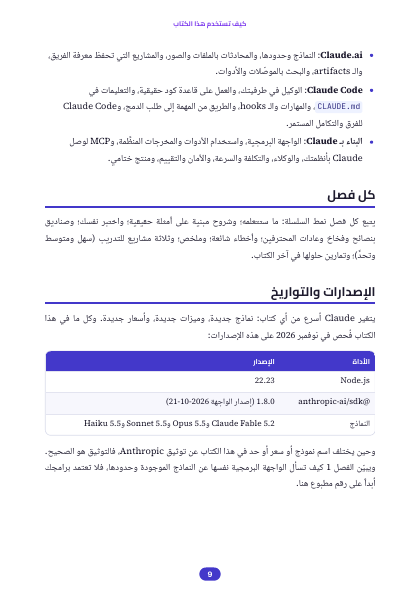 كيف تستخدم هذا الكتاب
• Claude.ai: النماذج وحدودها، والمحادثات بالملفات والصور، والمشاريع التي تحفظ معرفة الفريق،
والـ artifacts، والبحث بالموصّلات والأدوات.
• Claude Code: الوكيل في طرفيتك، والعمل على قاعدة كود حقيقية، والتعليمات في
CLAUDE.md، والمهارات والـ hooks، والطريق من المهمة إلى طلب الدمج، وClaude Code
للفرق والتكامل المستمر.
• البناء بـ Claude: الواجهة البرمجية، واستخدام الأدوات والمخرجات المنظّمة، وMCP لوصل
Claude بأنظمتك، والوكلاء، والتكلفة والسرعة، والأمان والتقييم، ومنتج ختامي.
كل فصل
يتبع كل فصل نمط السلسلة: ما ستتعلمه؛ وشروح مبنية على أمثلة حقيقية؛ واختبر نفسك؛ وصناديق
بنصائح وفخاخ وعادات المحترفين؛ وأخطاء شائعة؛ وملخص؛ وثلاثة مشاريع للتدريب (سهل ومتوسط
وتحدٍّ)؛ وتمارين حلولها في آخر الكتاب.
الإصدارات والتواريخ
يتغير Claude أسرع من أي كتاب: نماذج جديدة، وميزات جديدة، وأسعار جديدة. وكل ما في هذا
الكتاب فُحص في نوفمبر 2026 على هذه الإصدارات:
الأداة الإصدار
Node.js 22.23
@anthropic-ai/sdk 1.8.0 (إصدار الواجهة 2026-10-21)
النماذج Claude Fable 5.2 وOpus 5.5 وSonnet 5.5 وHaiku 5.5
وحين يختلف اسم نموذج أو سعر أو حد في هذا الكتاب عن توثيق Anthropic، فالتوثيق هو الصحيح.
ويبيّن الفصل 1 كيف تسأل الواجهة البرمجية نفسها عن النماذج الموجودة وحدودها، فلا تعتمد برامجك
أبداً على رقم مطبوع هنا.
9